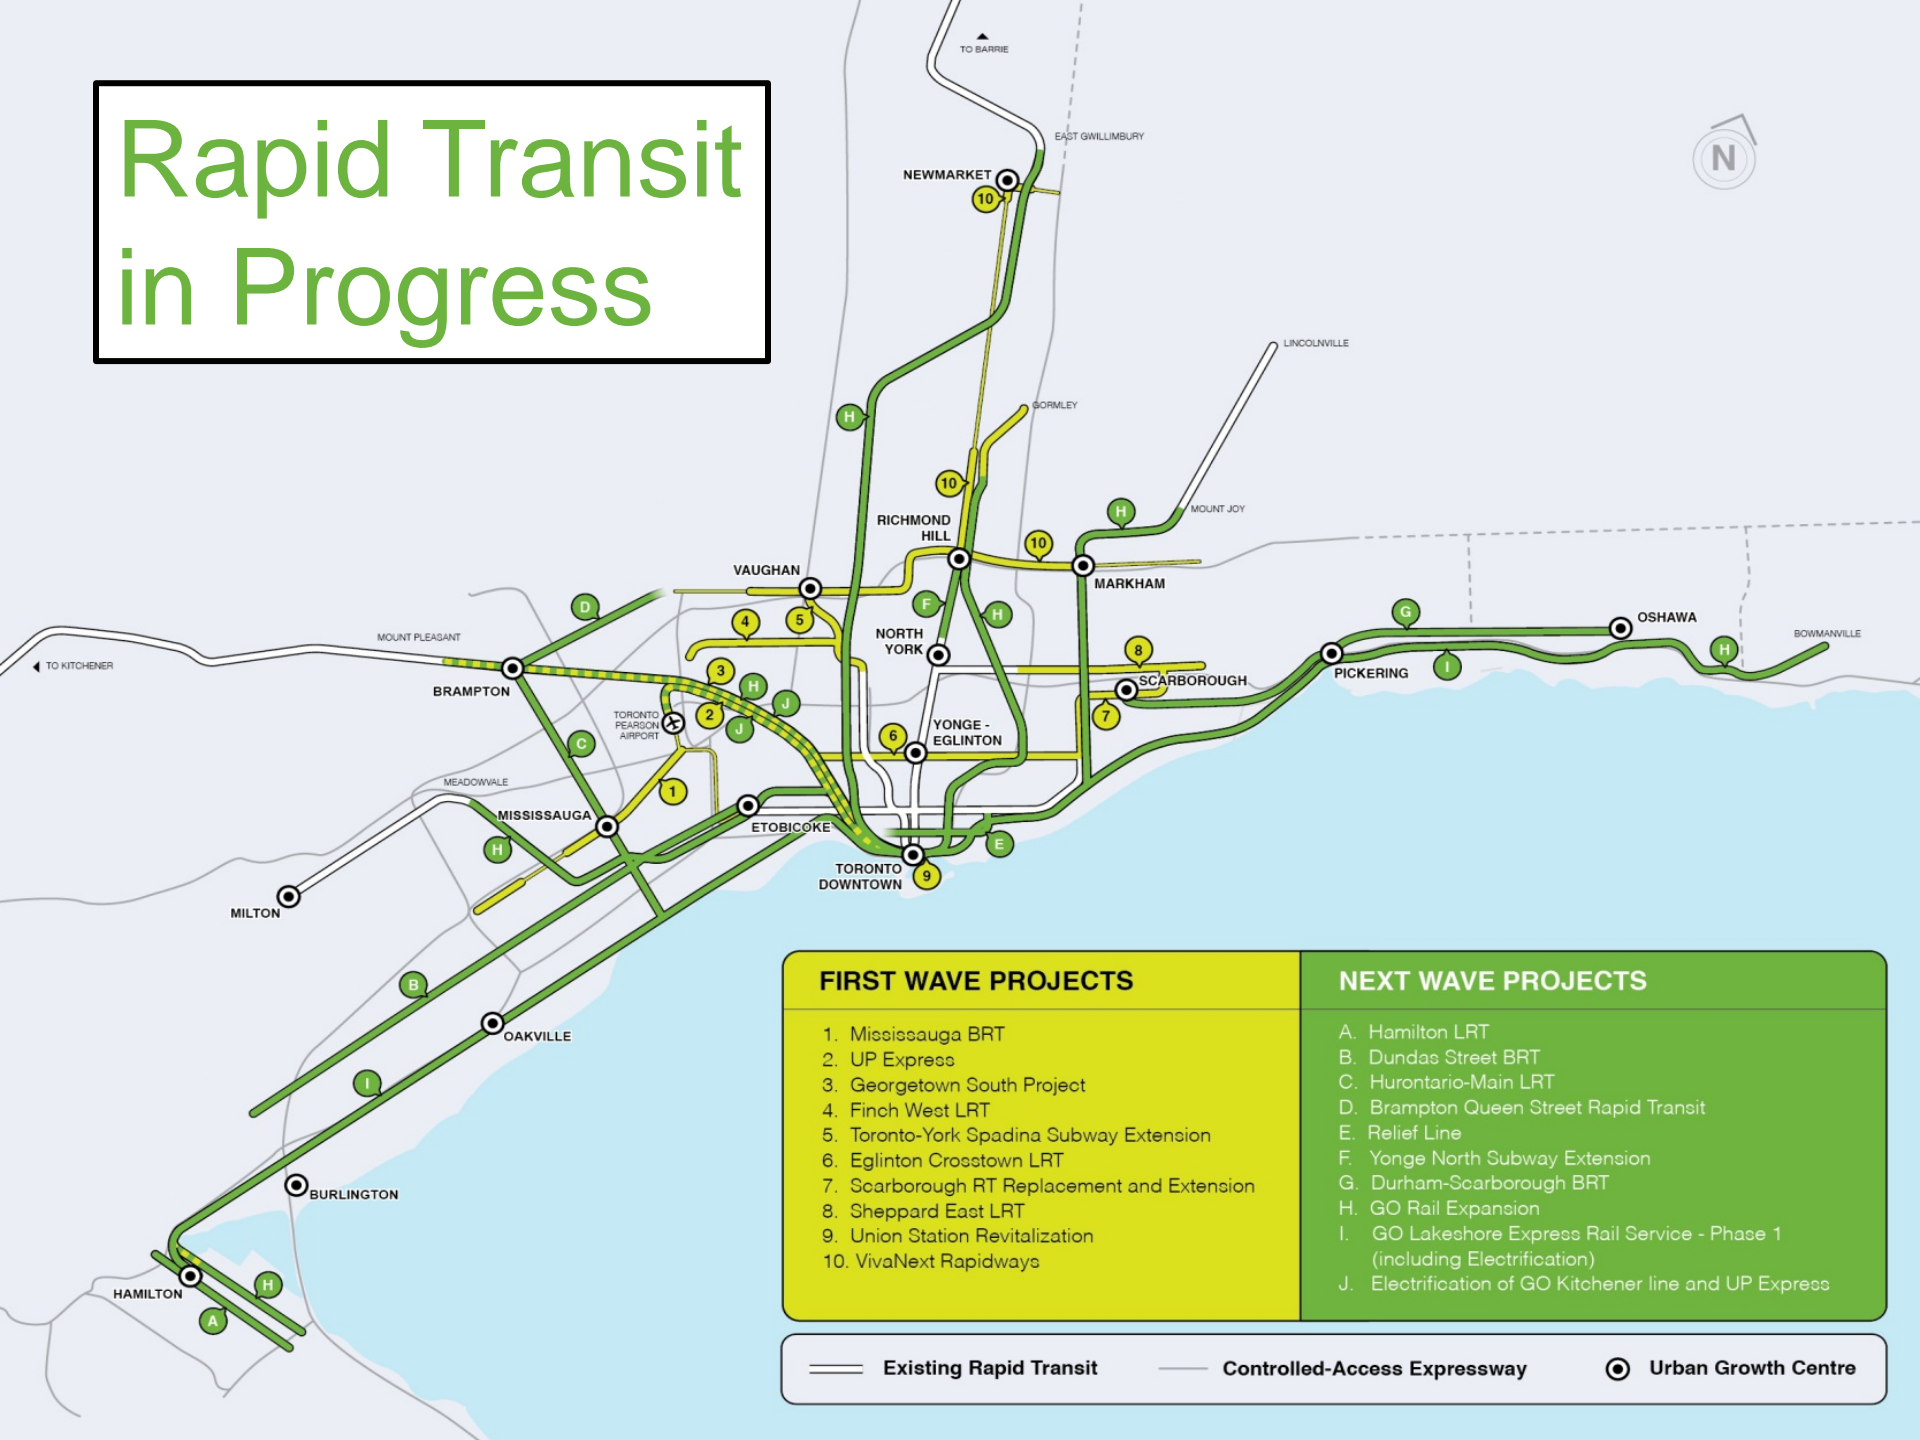 Rapid Transit
in Progress
TO BARRIE
EAST GWILLIMBURY
N
NEWMARKET
10
LINCOLNVILLE
GORMLEY
H
10
RICHMOND
HILL
H
MOUNT JOY
10
VAUGHAN
MARKHAM
D
5
F
H
G
OSHAWA
4
NORTH
YORK
MOUNT PLEASANT
BOWMANVILLE
TO KITCHENER
8
H
I
3
SCARBOROUGH
PICKERING
BRAMPTON
H
J
TORONTO
PEARSON
AIRPORT
2
J
7
C
6
YONGE -
EGLINTON
MEADOWVALE
1
MISSISSAUGA
ETOBICOKE
H
E
TORONTO
DOWNTOWN
9
MILTON
B
OAKVILLE
I
BURLINGTON
HAMILTON
H
A
FIRST WAVE PROJECTS
1. Mississauga BRT
2. UP Express
3. Georgetown South Project
4. Finch West LRT
5. Toronto-York Spadina Subway Extension
6. Eglinton Crosstown LRT
7. Scarborough RT Replacement and Extension
8. Sheppard East LRT
9. Union Station Revitalization
10. VivaNext Rapidways
NEXT WAVE PROJECTS
A. Hamilton LRT
B. Dundas Street BRT
C. Hurontario-Main LRT
D. Brampton Queen Street Rapid Transit
E. Relief Line
F. Yonge North Subway Extension
G. Durham-Scarborough BRT
H. GO Rail Expansion
I. GO Lakeshore Express Rail Service - Phase 1
(including Electrification)
J. Electrification of GO Kitchener line and UP Express
Existing Rapid Transit
Controlled-Access Expressway
Urban Growth Centre